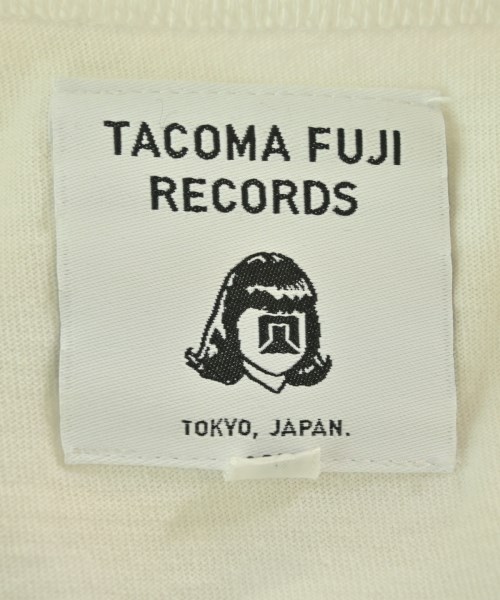 TACOMA FUJI
RECORDS
TOKYO, JAPAN.